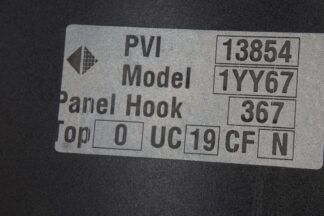 PVI 13854
Model 1YY67
Panel Hook 367
Top 0 UC 19 CF N